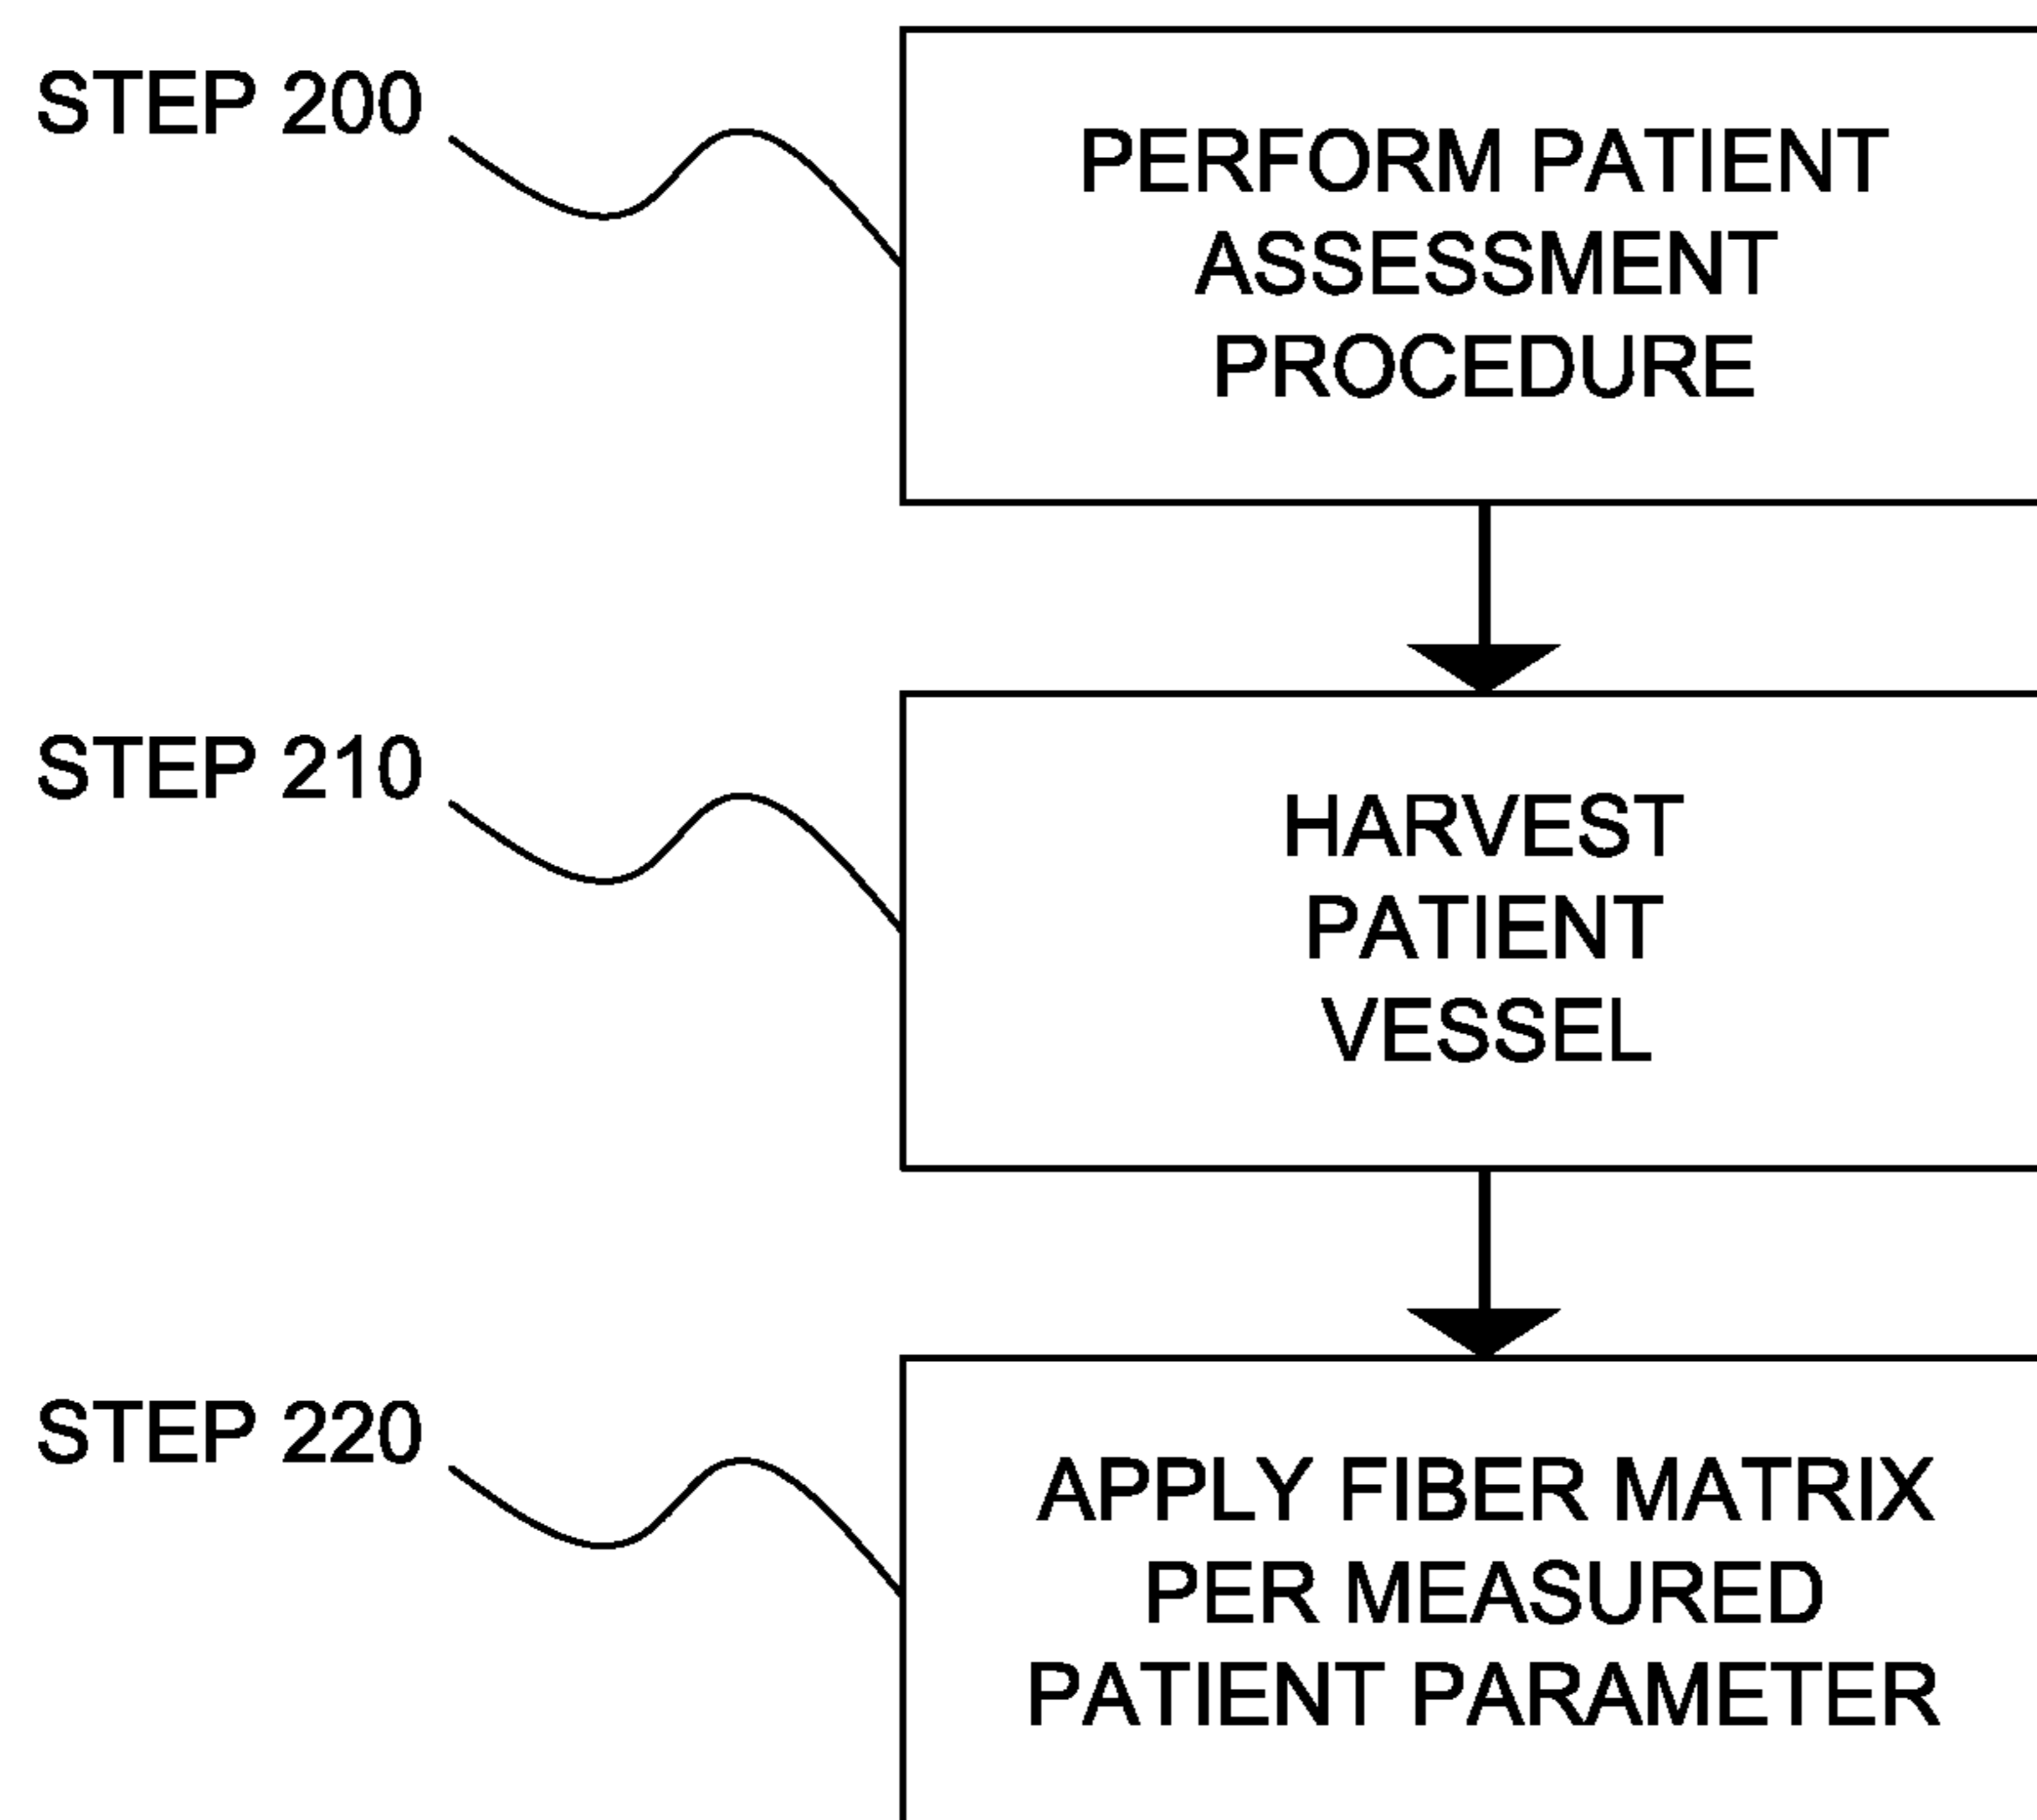 STEP 200
PERFORM PATIENT
ASSESSMENT
PROCEDURE
STEP 210
HARVEST
PATIENT
VESSEL
STEP 220
APPLY FIBER MATRIX
PER MEASURED
PATIENT PARAMETER